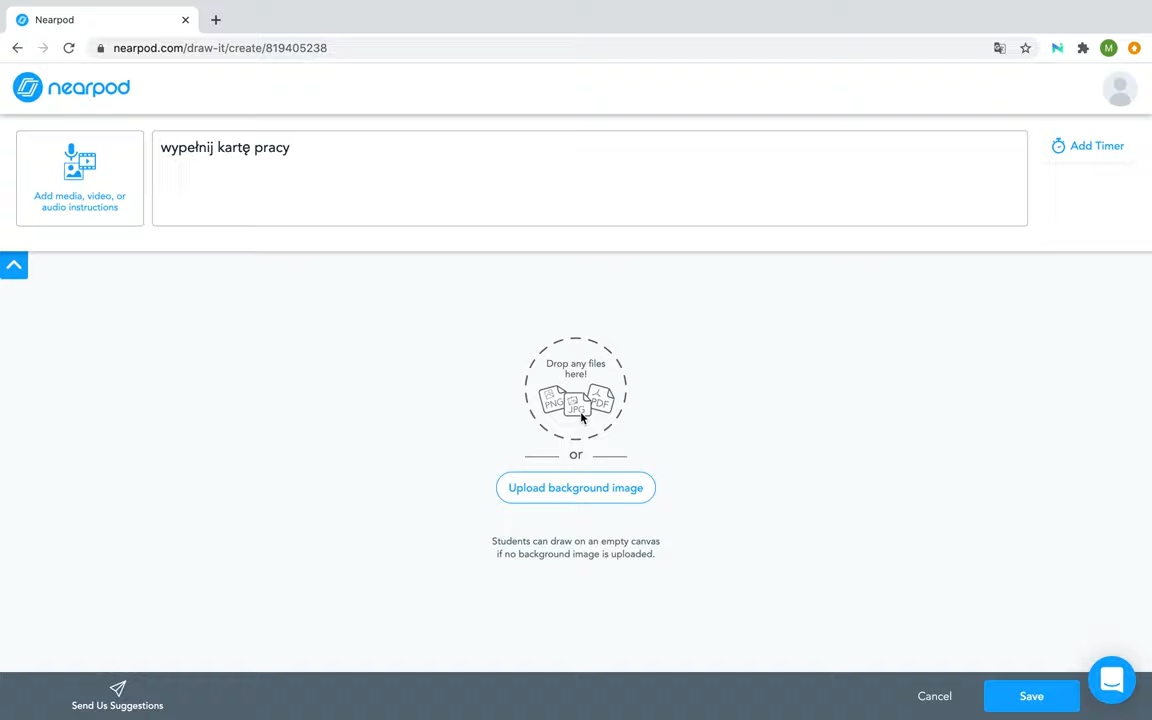 Nearpod
nearpod.com/draw-it/create/819405238
M
nearpod
Add media, video, or
audio instructions
wypełnij kartę pracy
Add Timer
Drop any files
here!
PNG
JPG
PDF
or
Upload background image
Students can draw on an empty canvas
if no background image is uploaded.
Send Us Suggestions
Cancel
Save